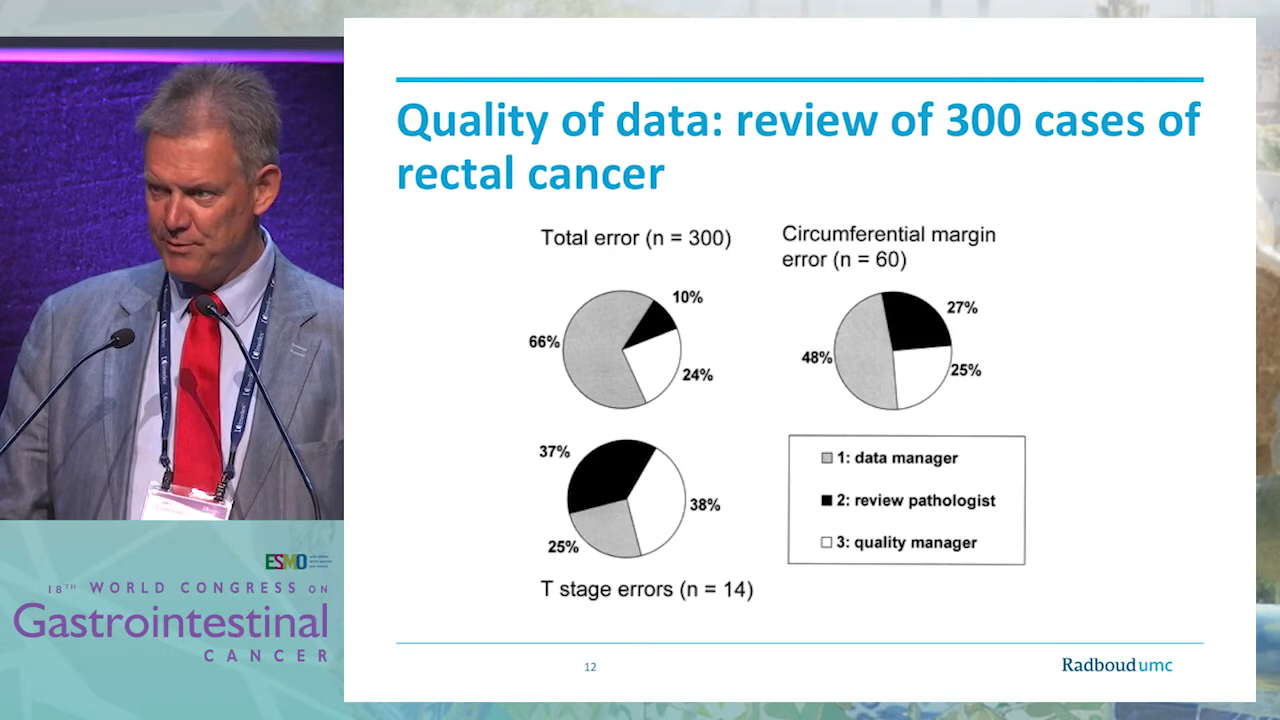 Quality of data: review of 300 cases of
rectal cancer
Total error (n = 300)
10%
66%
24%
Circumferential margin
error (n = 60)
27%
48%
25%
37%
38%
25%
T stage errors (n = 14)
1: data manager
2: review pathologist
3: quality manager
12
Radboudumc
ESMO
18TH WORLD CONGRESS ON
Gastrointestinal
CANCER